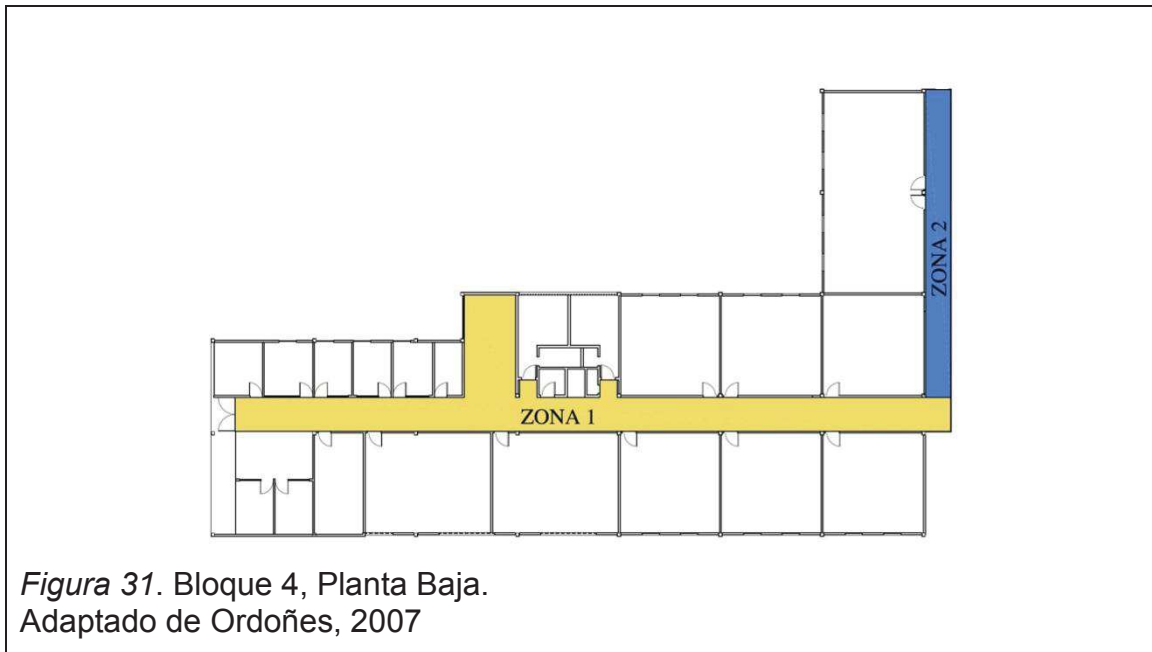 ZONA 2
ZONA 1
Figura 31. Bloque 4, Planta Baja.
Adaptado de Ordoñes, 2007